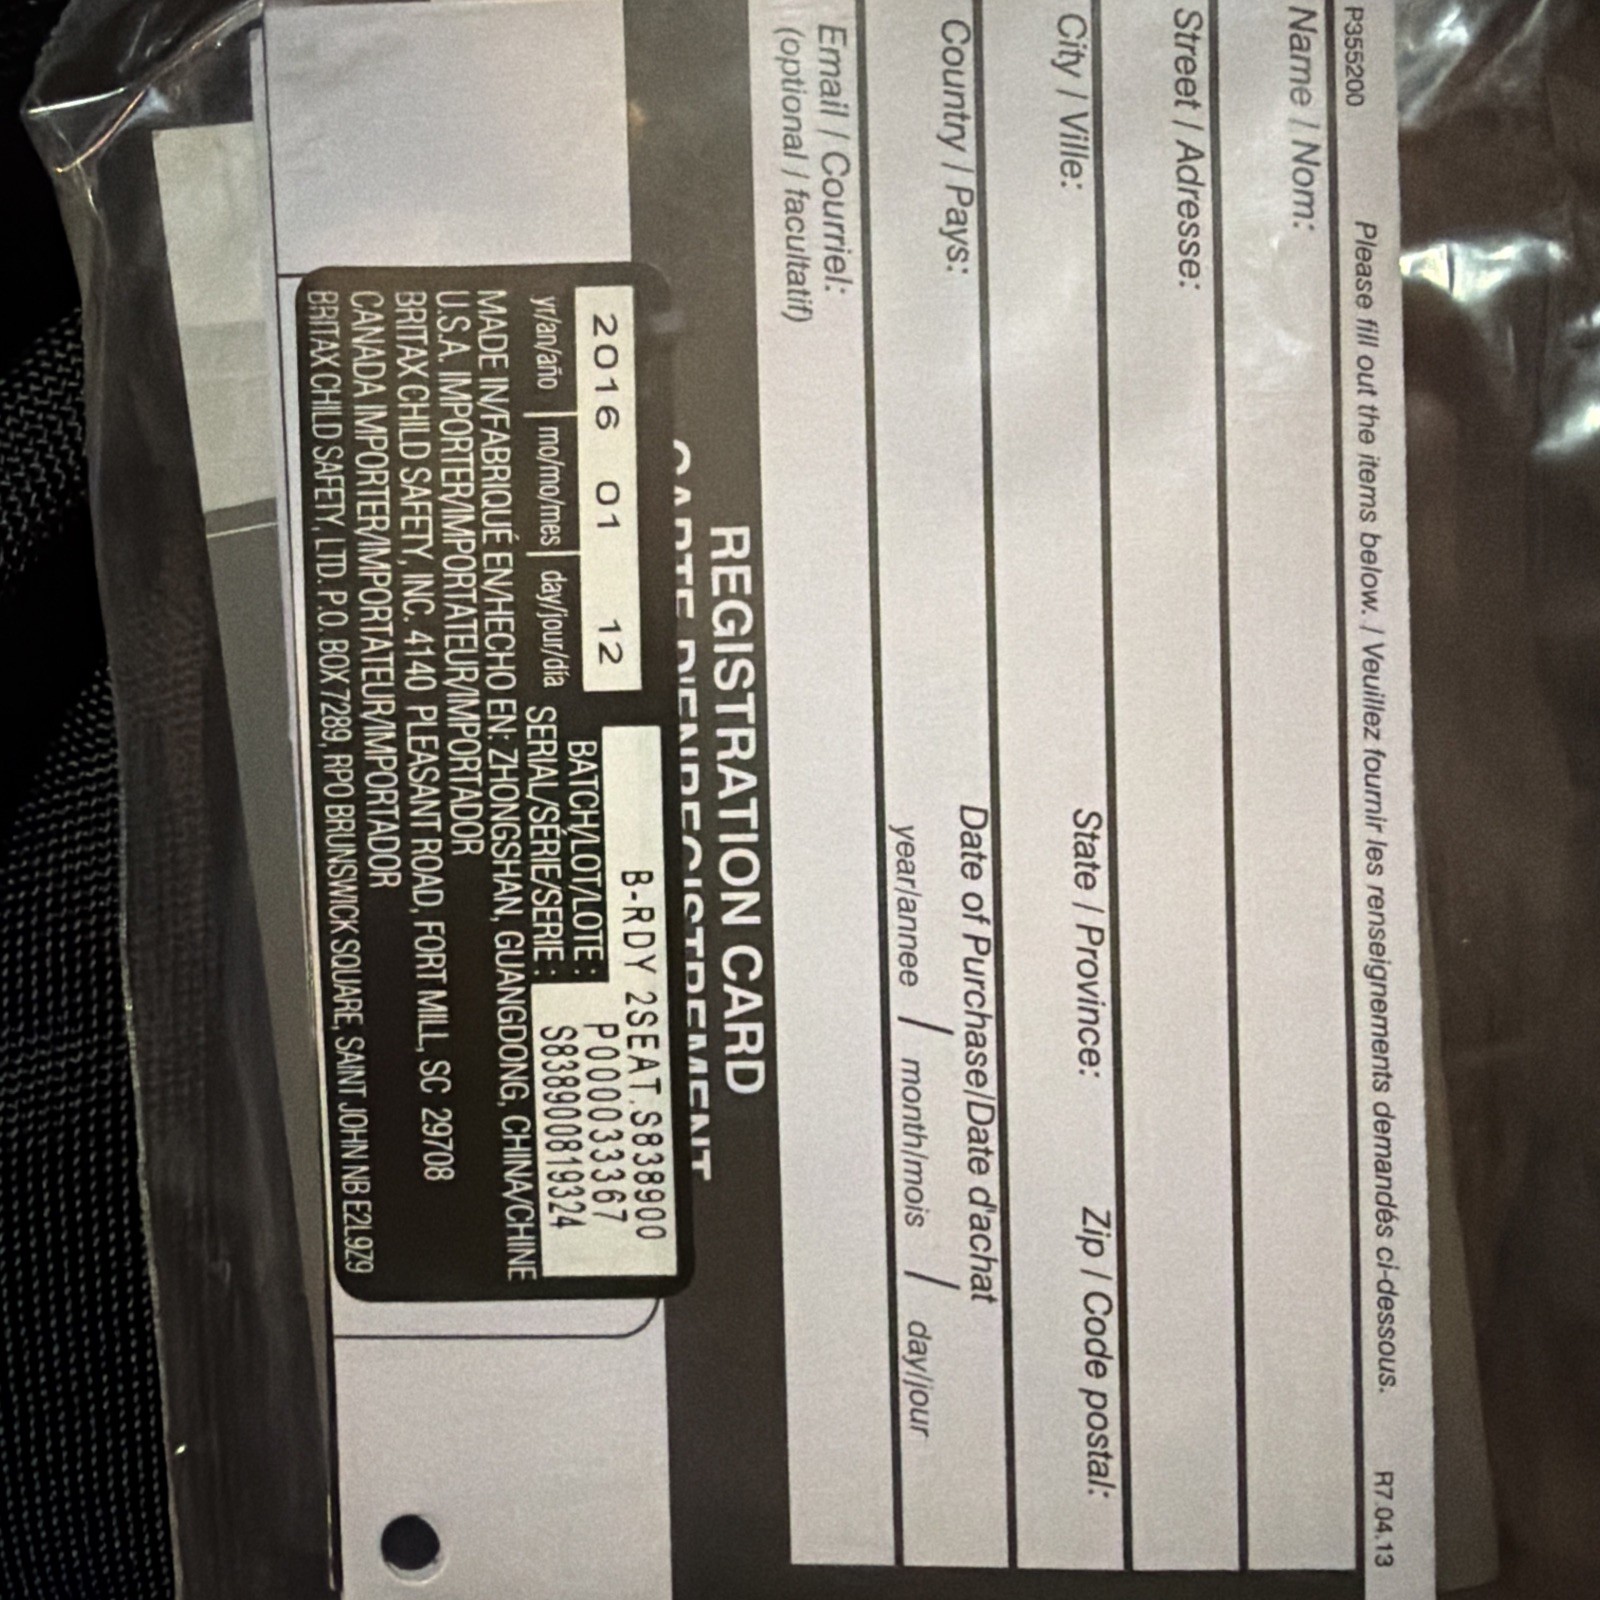 P355200 Please fill out the items below. / Veuillez fournir les renseignements demandés ci-dessous. R7.04.13
Name / Nom:
Street / Adresse:
City / Ville: State / Province: Zip / Code postal:
Country / Pays: Date of Purchase/Date d'achat
year/annee / month/mois / day/jour
Email / Courriel:
(optional / facultatif)
REGISTRATION CARD
CARTE D'ENREGISTREMENT
2016 01 12 B-RDY 2SEAT.S838900
yr/an/año mo/mo/mes day/jour/día BATCH/LOT/LOTE: P000033367
SERIAL/SÉRIE/SERIE: S838900819324
MADE IN/FABRIQUÉ EN/HECHO EN: ZHONGSHAN, GUANGDONG, CHINA/CHINE
U.S.A. IMPORTER/IMPORTATEUR/IMPORTADOR
BRITAX CHILD SAFETY, INC. 4140 PLEASANT ROAD, FORT MILL, SC 29708
CANADA IMPORTER/IMPORTATEUR/IMPORTADOR
BRITAX CHILD SAFETY, LTD. P.O. BOX 7289, RPO BRUNSWICK SQUARE, SAINT JOHN NB E2L9Z9